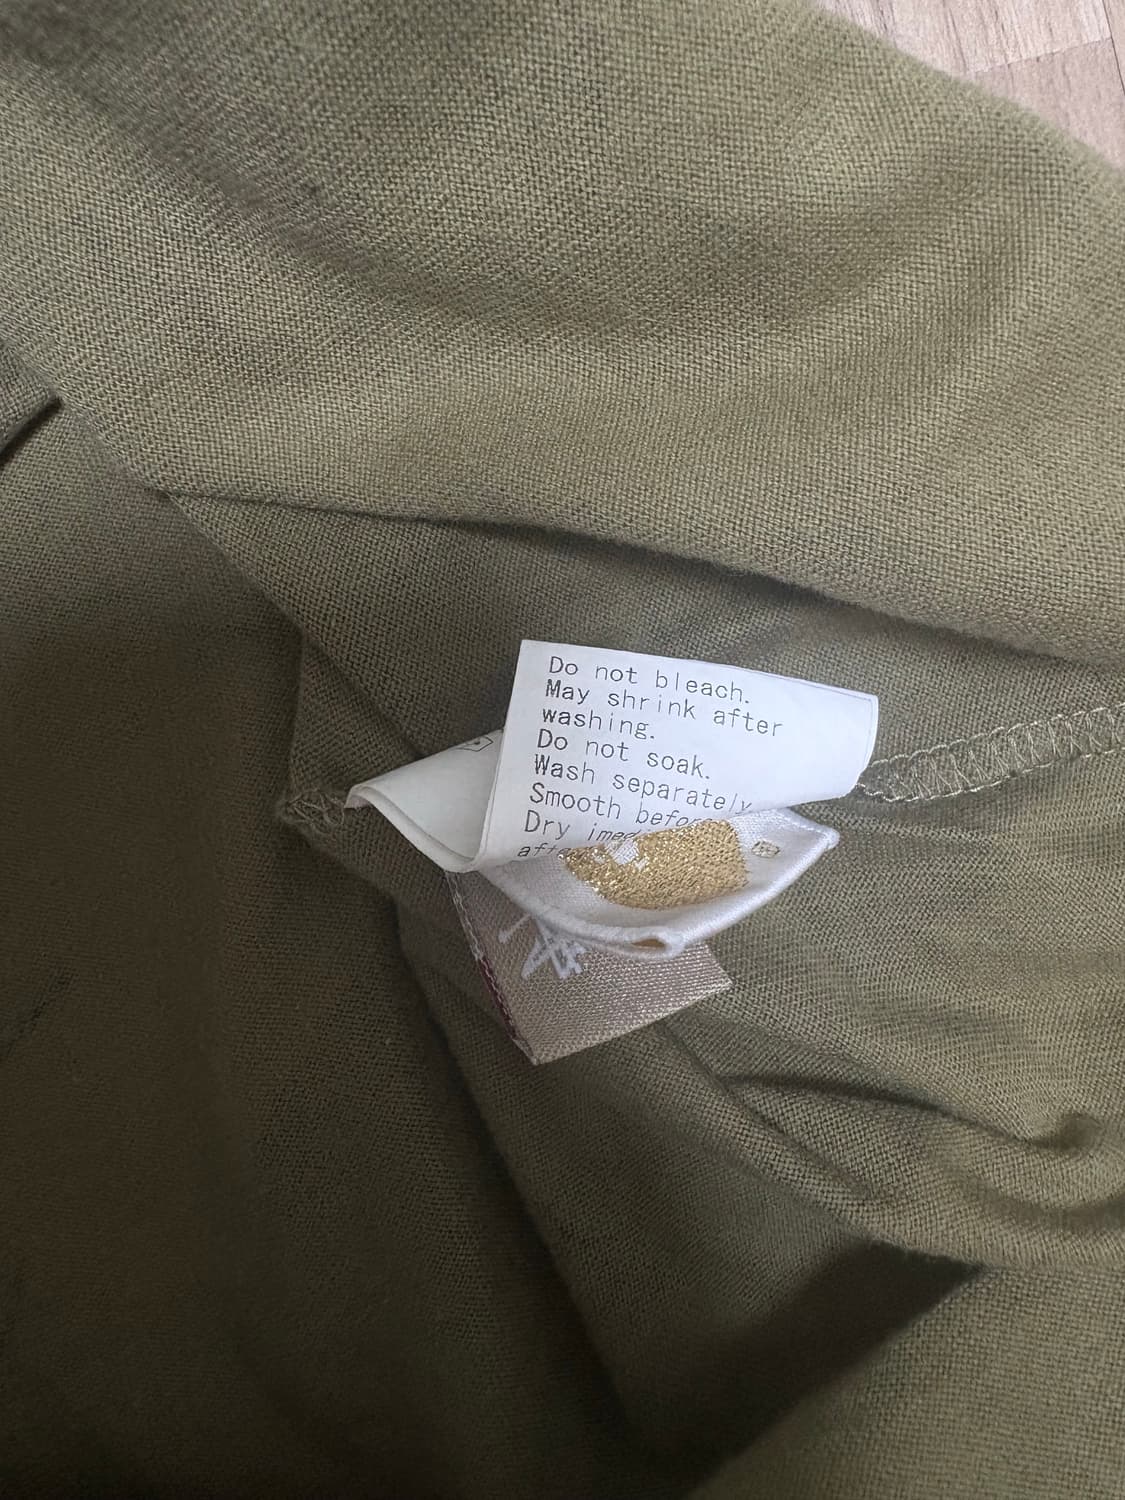 Do not bleach.
May shrink after
washing.
Do not soak.
Wash separately
Smooth
Dry